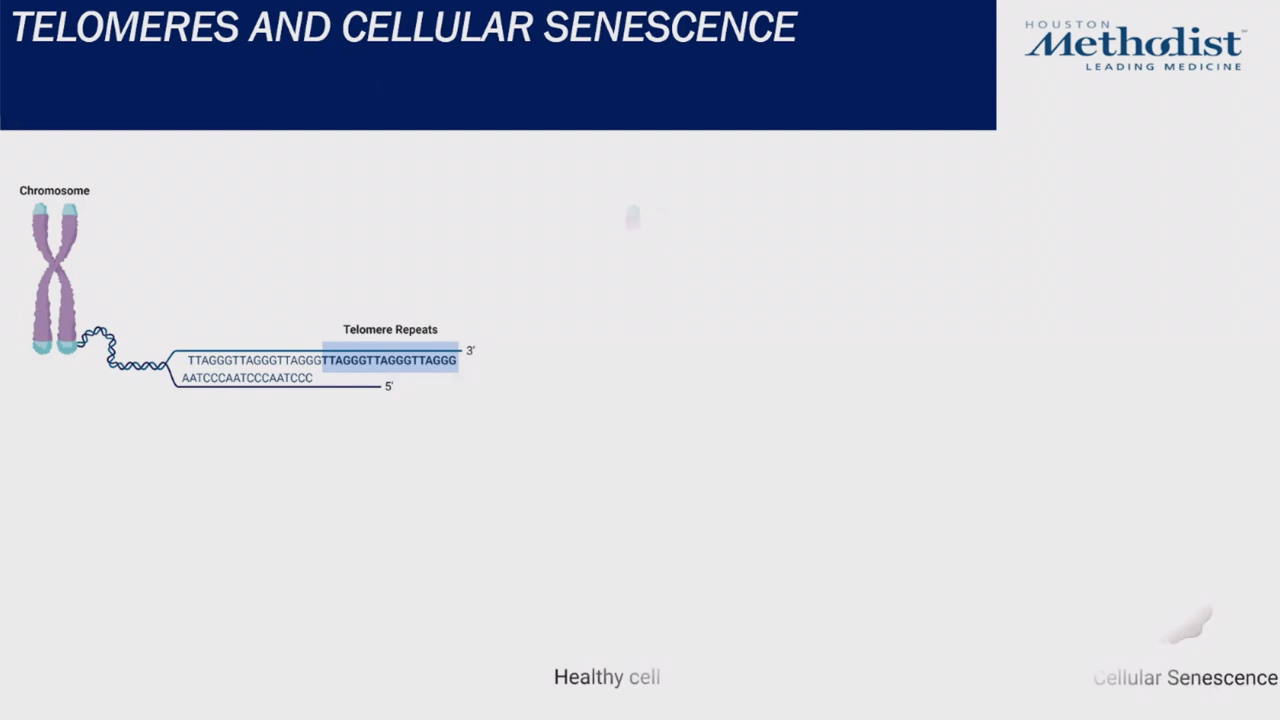 TELOMERES AND CELLULAR SENESCENCE
HOUSTON
Methodist
LEADING MEDICINE
Chromosome
Telomere Repeats
TTAGGGTTAGGGTTAGGGTTAGGGTTAGGGTTAGGG 3'
AATCCCAATCCCAATCCC
5'
Healthy cell
Cellular Senescence